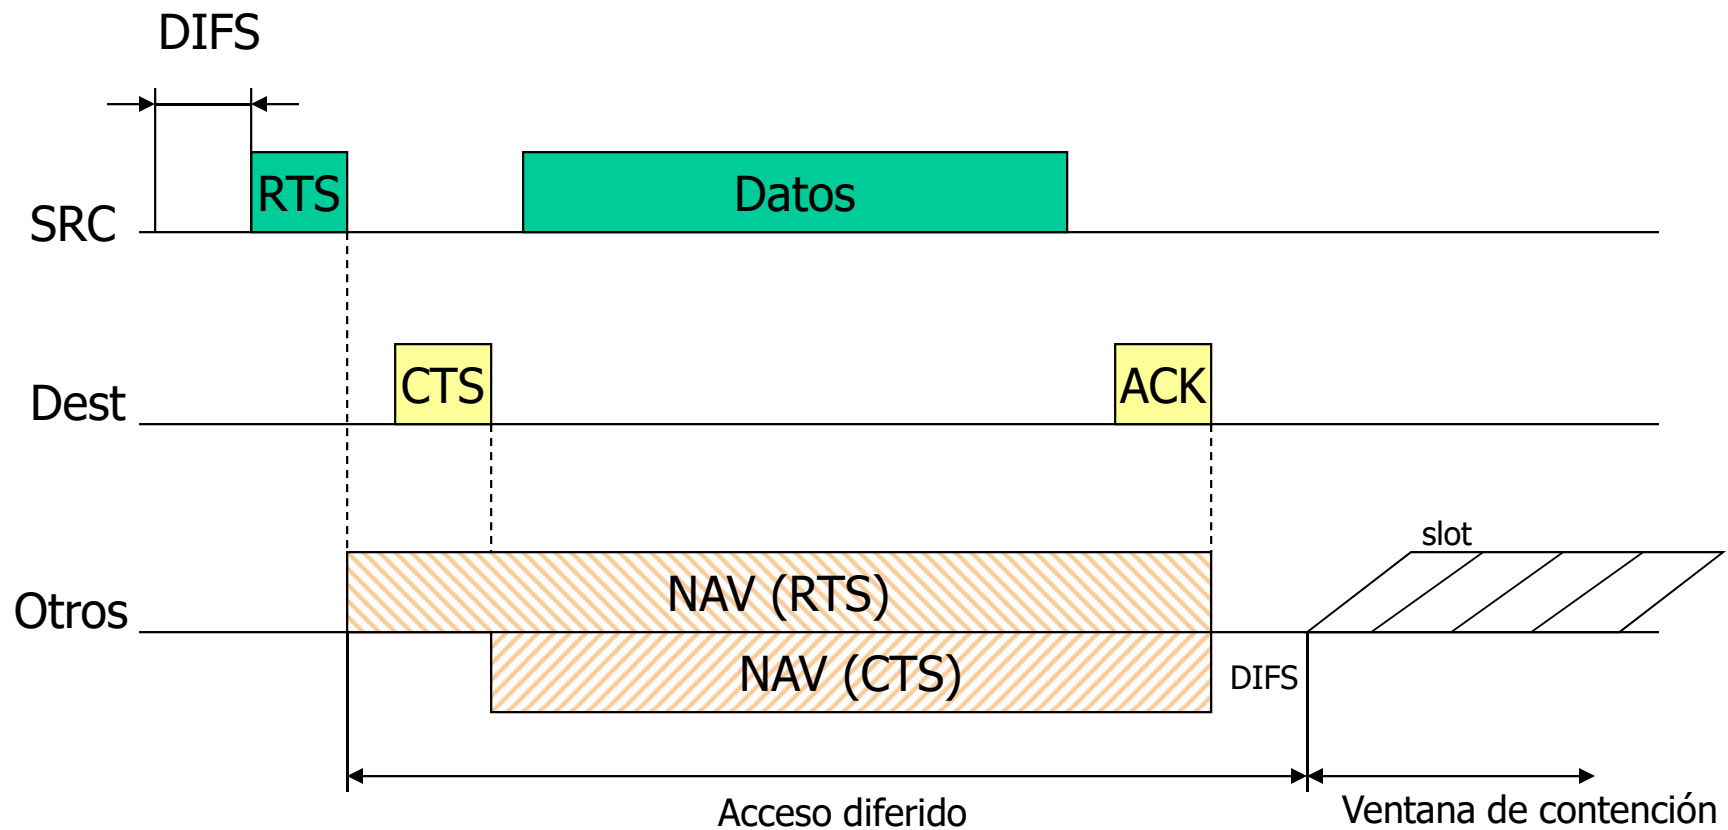 DIFS
RTS
Datos
SRC
CTS
ACK
Dest
slot
NAV (RTS)
Otros
NAV (CTS)
DIFS
Acceso diferido
Ventana de contención